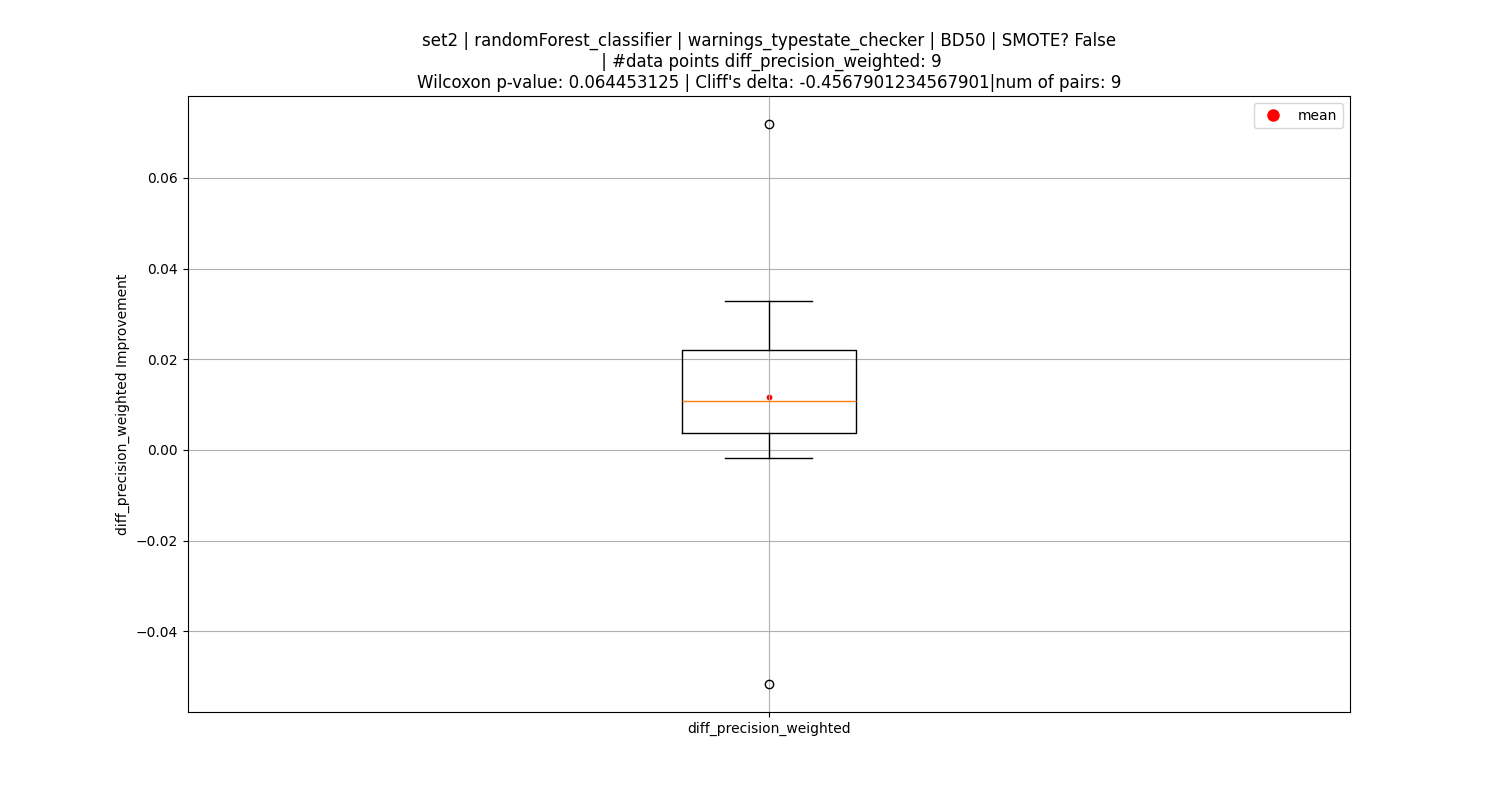 set2 | randomForest_classifier | warnings_typestate_checker | BD50 | SMOTE? False
| #data points diff_precision_weighted: 9
Wilcoxon p-value: 0.064453125 | Cliff's delta: -0.4567901234567901|num of pairs: 9
mean
0.06
0.04
0.02
0.00
−0.02
−0.04
diff_precision_weighted Improvement
diff_precision_weighted